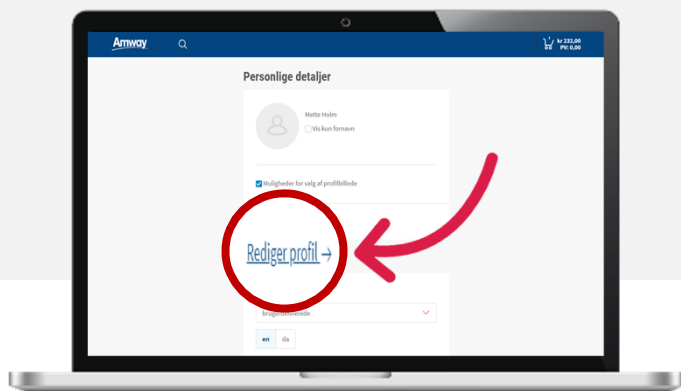 Amway
kr 232,00
PV: 0,00
Personlige detaljer
Mette Holm
Vis kun fornavn
Muligheder for valg af profilbillede
Rediger profil →
en da